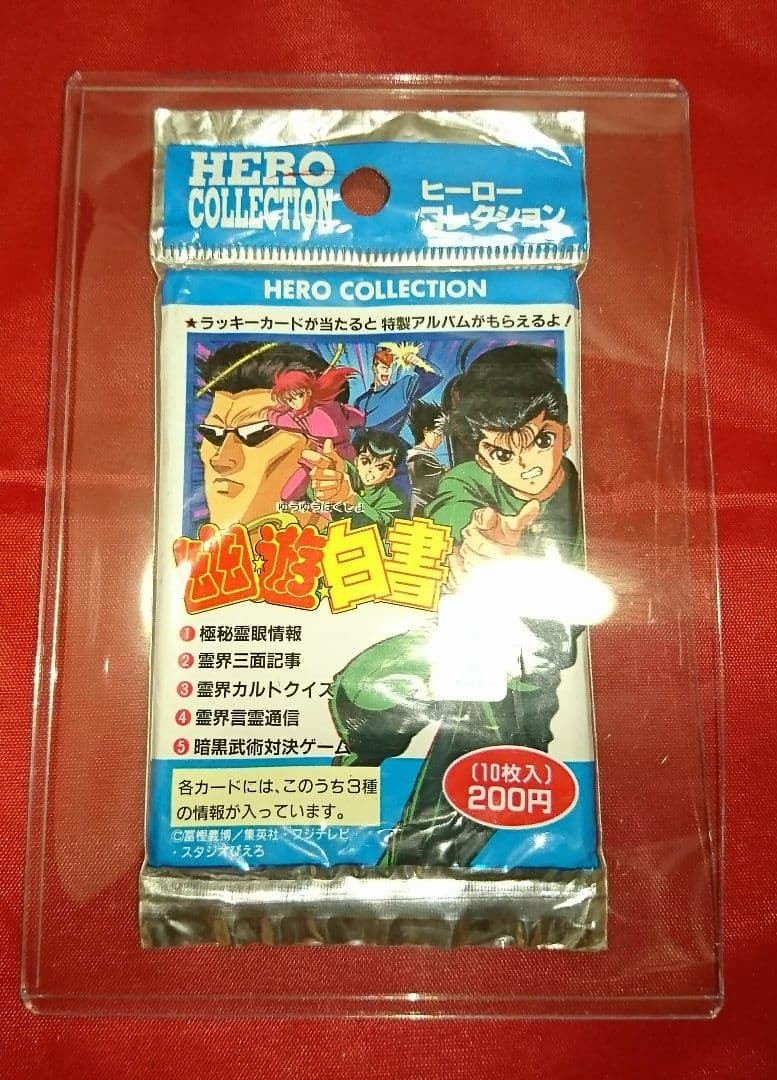 HERO
COLLECTION
ヒーロー
コレクション
HERO COLLECTION
★ラッキーカードが当たると特製アルバムがもらえるよ!
ゆうゆうはくしょ
幽★遊★白書
❶極秘霊眼情報
❷霊界三面記事
❸霊界カルトクイズ
❹霊界言霊通信
❺暗黒武術対決ゲーム
各カードには、このうち3種
の情報が入っています。
(10枚入)
200円
©冨樫義博/集英社・フジテレビ
・スタジオぴえろ